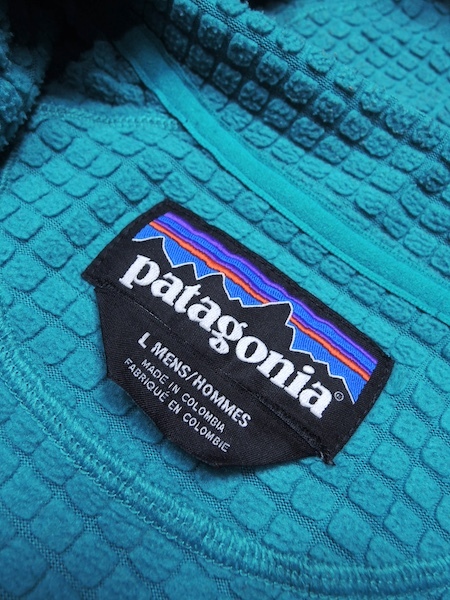 patagonia®
L MENS/HOMMES
MADE IN COLOMBIA
FABRIQUÉ EN COLOMBIE